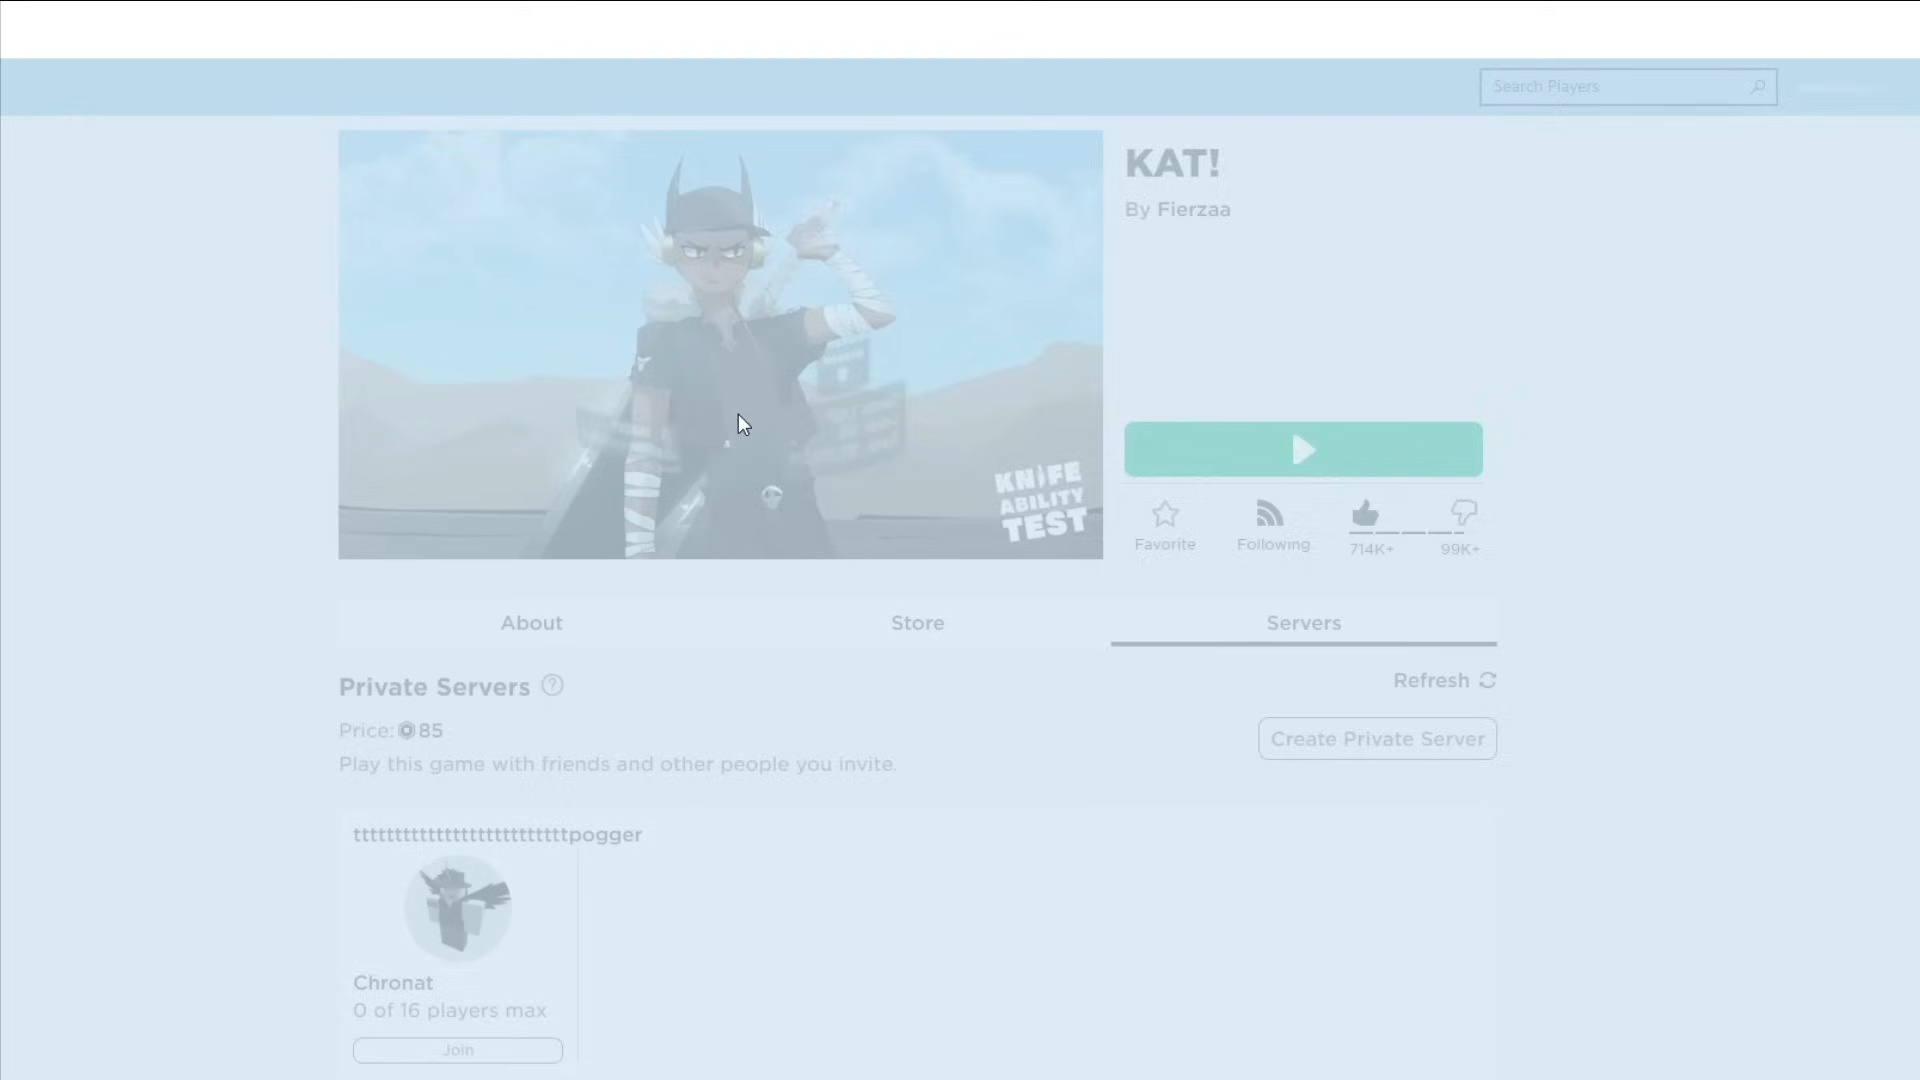 Search Players
KAT!
By Fierzaa
KNIFE
ABILITY
TEST
Favorite
Following
714K+
99K+
About
Store
Servers
Private Servers
Refresh
Price: 85
Create Private Server
Play this game with friends and other people you invite.
ttttttttttttttttttttttttttpogger
Chronat
0 of 16 players max
Join